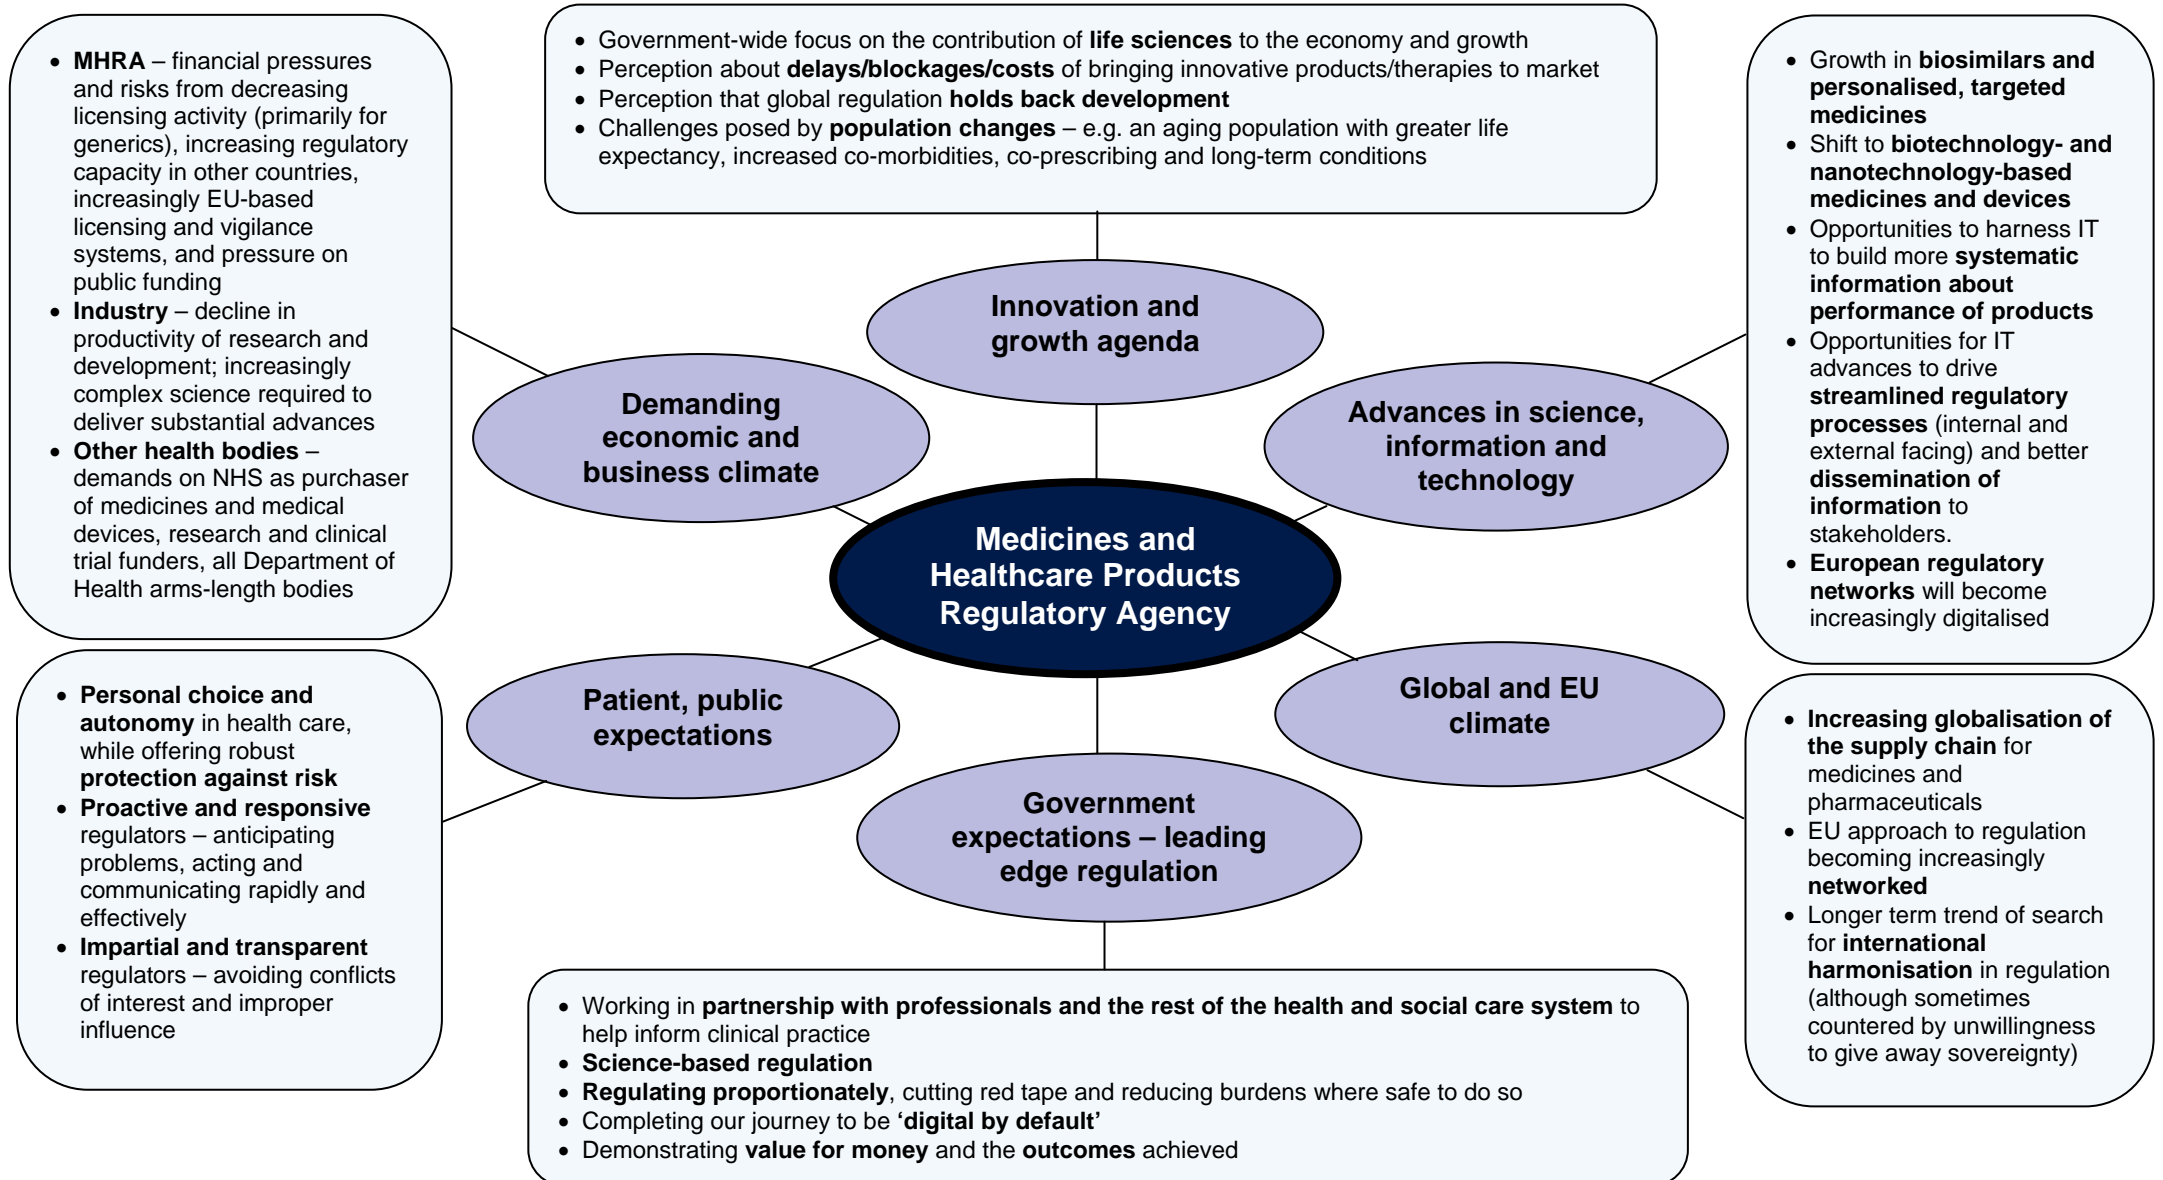 • MHRA – financial pressures
and risks from decreasing
licensing activity (primarily for
generics), increasing regulatory
capacity in other countries,
increasingly EU-based
licensing and vigilance
systems, and pressure on
public funding
• Industry – decline in
productivity of research and
development; increasingly
complex science required to
deliver substantial advances
• Other health bodies –
demands on NHS as purchaser
of medicines and medical
devices, research and clinical
trial funders, all Department of
Health arms-length bodies
• Government-wide focus on the contribution of life sciences to the economy and growth
• Perception about delays/blockages/costs of bringing innovative products/therapies to market
• Perception that global regulation holds back development
• Challenges posed by population changes – e.g. an aging population with greater life
expectancy, increased co-morbidities, co-prescribing and long-term conditions
• Growth in biosimilars and
personalised, targeted
medicines
• Shift to biotechnology- and
nanotechnology-based
medicines and devices
• Opportunities to harness IT
to build more systematic
information about
performance of products
• Opportunities for IT
advances to drive
streamlined regulatory
processes (internal and
external facing) and better
dissemination of
information to
stakeholders.
• European regulatory
networks will become
increasingly digitalised
Innovation and
growth agenda
Demanding
economic and
business climate
Advances in science,
information and
technology
Medicines and
Healthcare Products
Regulatory Agency
Patient, public
expectations
Global and EU
climate
Government
expectations – leading
edge regulation
• Personal choice and
autonomy in health care,
while offering robust
protection against risk
• Proactive and responsive
regulators – anticipating
problems, acting and
communicating rapidly and
effectively
• Impartial and transparent
regulators – avoiding conflicts
of interest and improper
influence
• Increasing globalisation of
the supply chain for
medicines and
pharmaceuticals
• EU approach to regulation
becoming increasingly
networked
• Longer term trend of search
for international
harmonisation in regulation
(although sometimes
countered by unwillingness
to give away sovereignty)
• Working in partnership with professionals and the rest of the health and social care system to
help inform clinical practice
• Science-based regulation
• Regulating proportionately, cutting red tape and reducing burdens where safe to do so
• Completing our journey to be ‘digital by default’
• Demonstrating value for money and the outcomes achieved